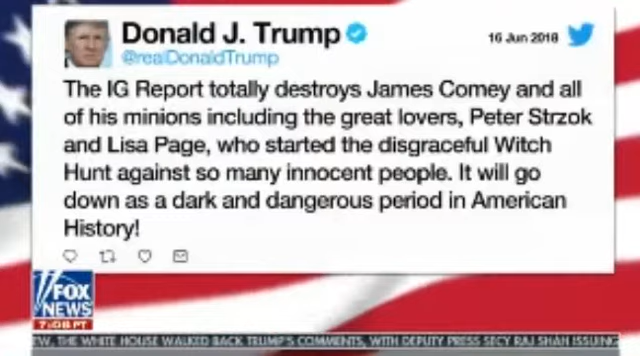 Donald J. Trump
16 Jun 2018
@realDonaldTrump
The IG Report totally destroys James Comey and all
of his minions including the great lovers, Peter Strzok
and Lisa Page, who started the disgraceful Witch
Hunt against so many innocent people. It will go
down as a dark and dangerous period in American
History!
FOX
NEWS
7:08 PT
W, THE WHITE HOUSE WALKED BACK TRUMP'S COMMENTS, WITH DEPUTY PRESS SECY RAJ SHAH ISSUING